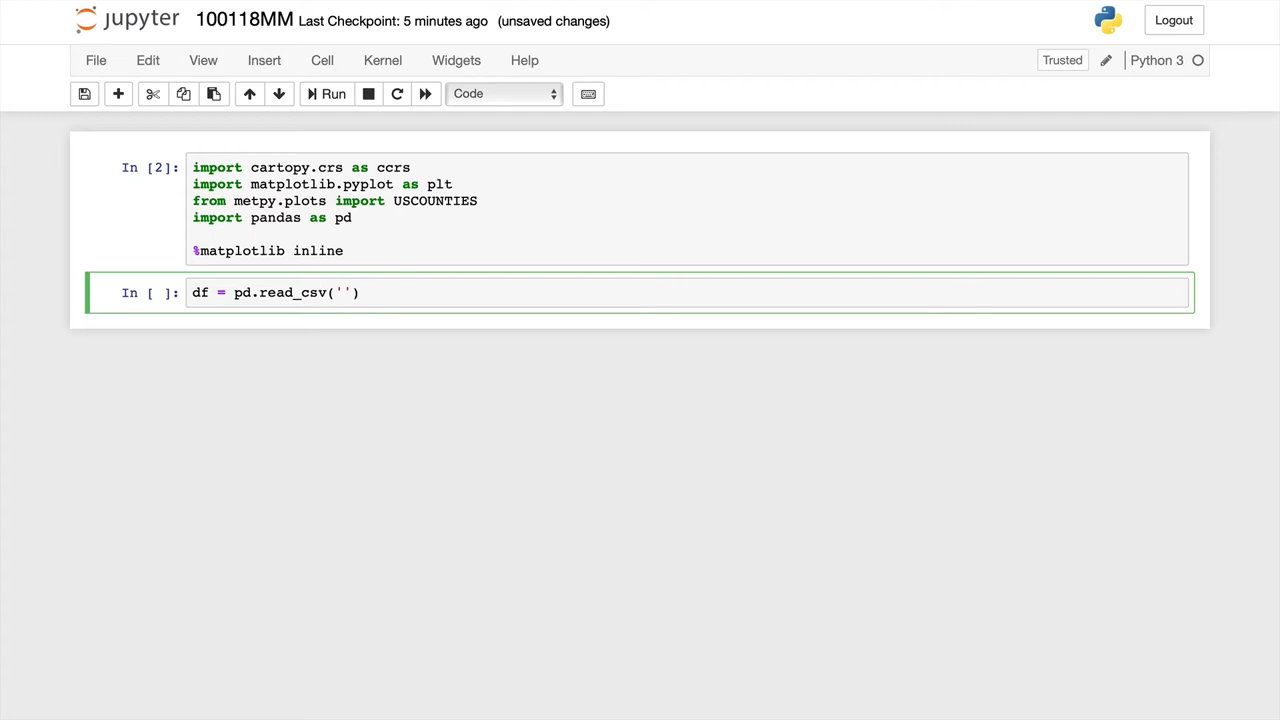 jupyter 100118MM Last Checkpoint: 5 minutes ago (unsaved changes) Logout
File Edit View Insert Cell Kernel Widgets Help Trusted Python 3
Run Code
In [2]: import cartopy.crs as ccrs
import matplotlib.pyplot as plt
from metpy.plots import USCOUNTIES
import pandas as pd
%matplotlib inline
In [ ]: df = pd.read_csv('')